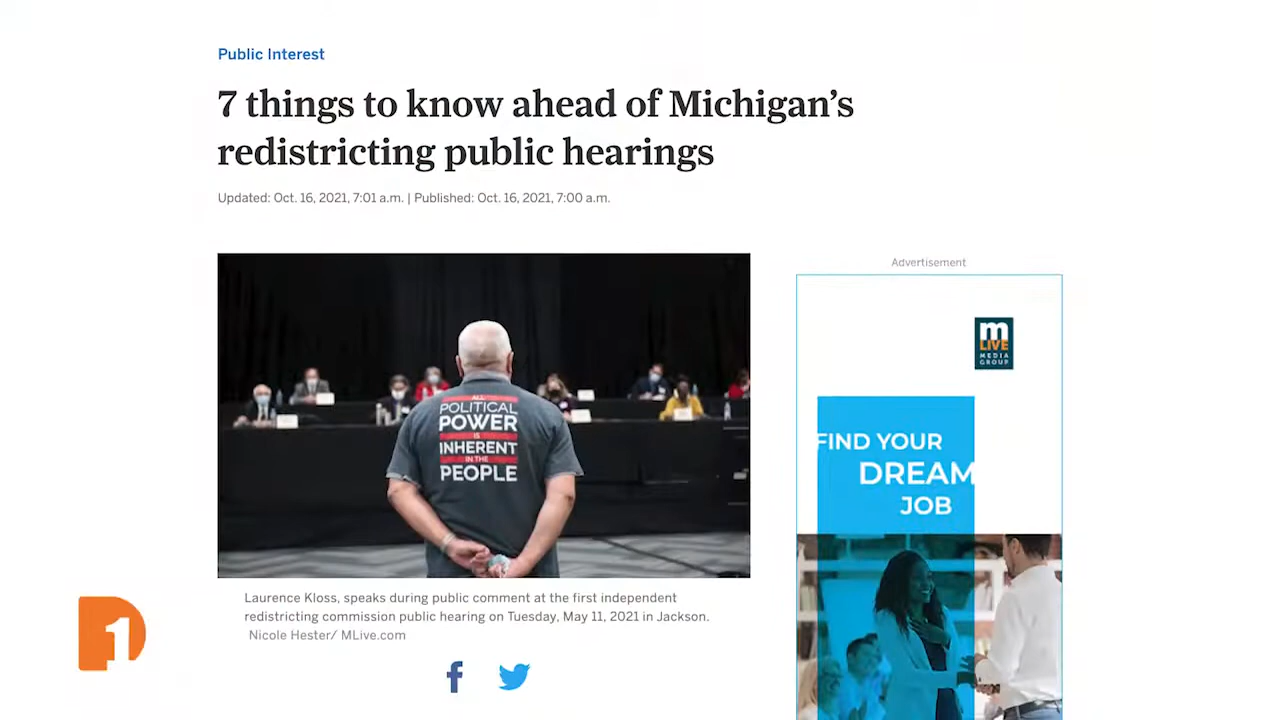 Public Interest
7 things to know ahead of Michigan’s
redistricting public hearings
Updated: Oct. 16, 2021, 7:01 a.m. | Published: Oct. 16, 2021, 7:00 a.m.
Advertisement
m
LIVE
MEDIA
GROUP
ALL
POLITICAL
POWER
IS
INHERENT
IN THE
PEOPLE
FIND YOUR
DREAM
JOB
Laurence Kloss, speaks during public comment at the first independent
redistricting commission public hearing on Tuesday, May 11, 2021 in Jackson.
Nicole Hester/ MLive.com
f
1